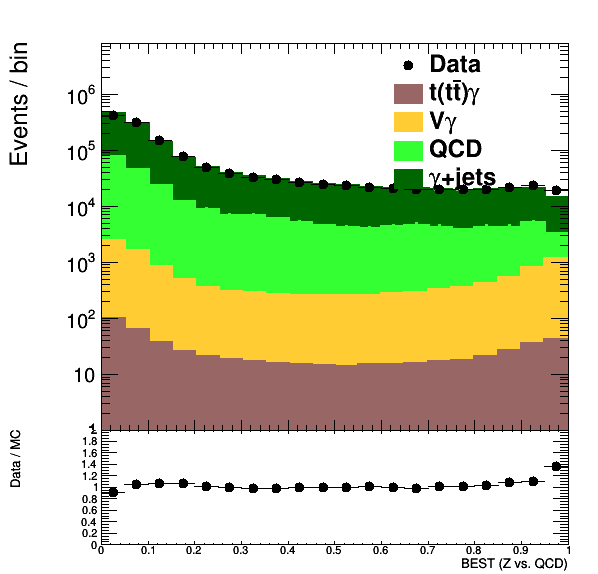 Events / bin
10⁶
10⁵
10⁴
10³
10²
10
1
Data
t(tt̄)γ
Vγ
QCD
γ+jets
Data / MC
2
1.8
1.6
1.4
1.2
1
0.8
0.6
0.4
0.2
0
0 0.1 0.2 0.3 0.4 0.5 0.6 0.7 0.8 0.9 1
BEST (Z vs. QCD)